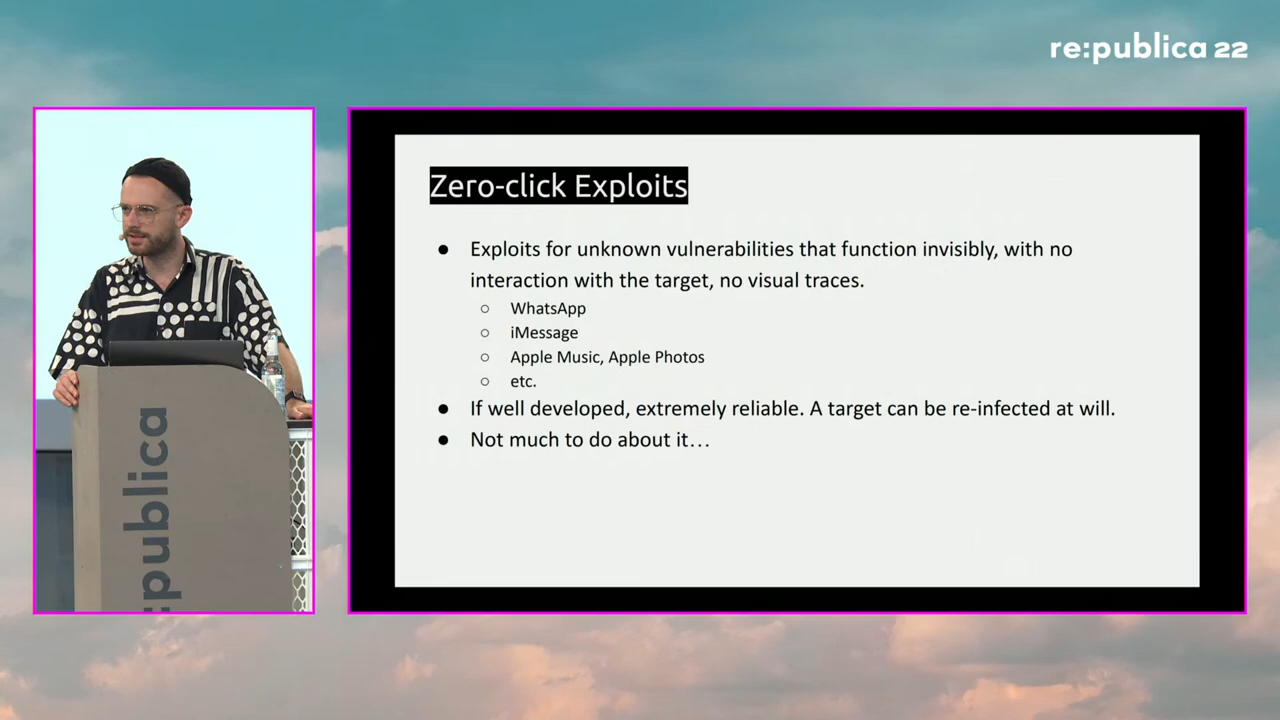 re:publica 22
Zero-click Exploits
● Exploits for unknown vulnerabilities that function invisibly, with no
interaction with the target, no visual traces.
○ WhatsApp
○ iMessage
○ Apple Music, Apple Photos
○ etc.
● If well developed, extremely reliable. A target can be re-infected at will.
● Not much to do about it…
:publica